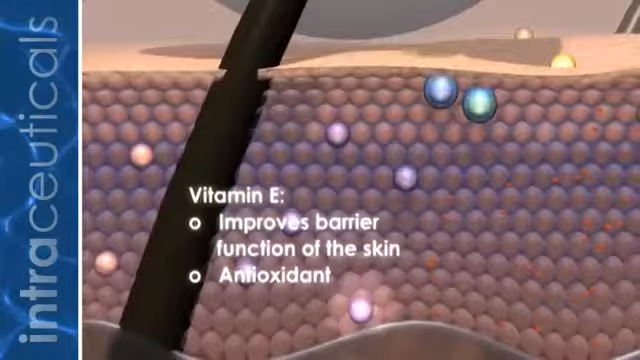 intraceuticals
Vitamin E:
o Improves barrier
function of the skin
o Antioxidant